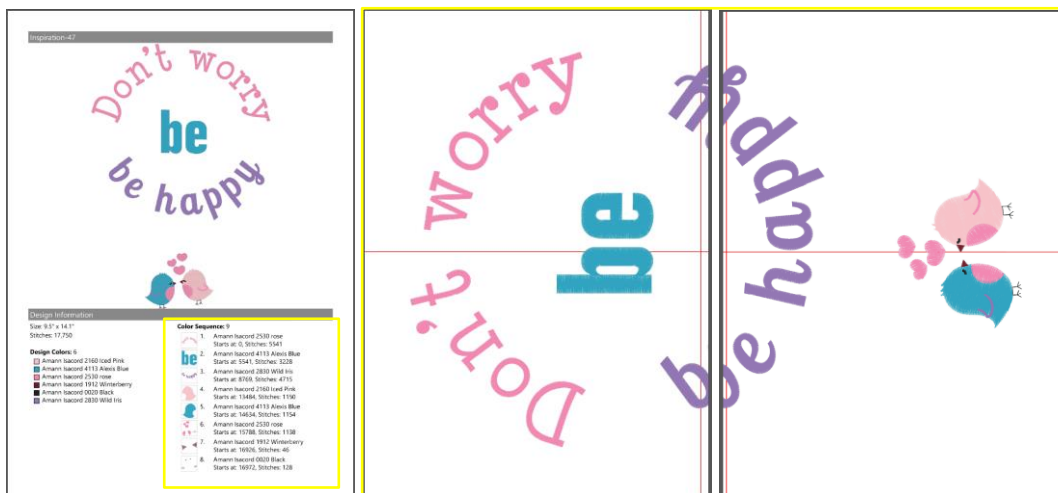 Inspiration-47
Don't worry
be
be happy
Design Information
Size: 9.5" x 14.1"
Stitches: 17,750
Design Colors: 6
Amann Isacord 2160 Iced Pink
Amann Isacord 4113 Alexis Blue
Amann Isacord 2530 rose
Amann Isacord 1912 Winterberry
Amann Isacord 0020 Black
Amann Isacord 2830 Wild Iris
Color Sequence: 9
1. Amann Isacord 2530 rose
Starts at: 0, Stitches: 5541
be
2. Amann Isacord 4113 Alexis Blue
Starts at: 5541, Stitches: 3228
3. Amann Isacord 2830 Wild Iris
Starts at: 8769, Stitches: 4715
4. Amann Isacord 2160 Iced Pink
Starts at: 13484, Stitches: 1150
5. Amann Isacord 4113 Alexis Blue
Starts at: 14634, Stitches: 1154
6. Amann Isacord 2530 rose
Starts at: 15788, Stitches: 1138
7. Amann Isacord 1912 Winterberry
Starts at: 16926, Stitches: 46
8. Amann Isacord 0020 Black
Starts at: 16972, Stitches: 128
Don't worry
be
be happy